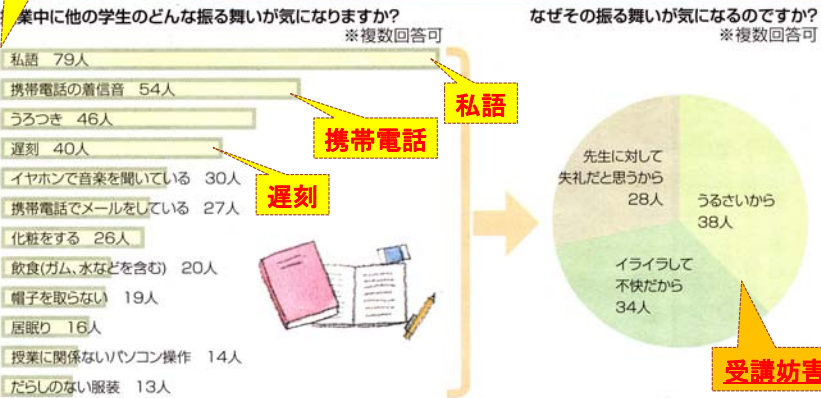 業中に他の学生のどんな振る舞いが気になりますか?
※複数回答可
私語 79人
携帯電話の着信音 54人
うろつき 46人
遅刻 40人
イヤホンで音楽を聞いている 30人
携帯電話でメールをしている 27人
化粧をする 26人
飲食(ガム、水などを含む) 20人
帽子を取らない 19人
居眠り 16人
授業に関係ないパソコン操作 14人
だらしのない服装 13人
私語
携帯電話
遅刻
なぜその振る舞いが気になるのですか?
※複数回答可
先生に対して
失礼だと思うから
28人
うるさいから
38人
イライラして
不快だから
34人
受講妨害